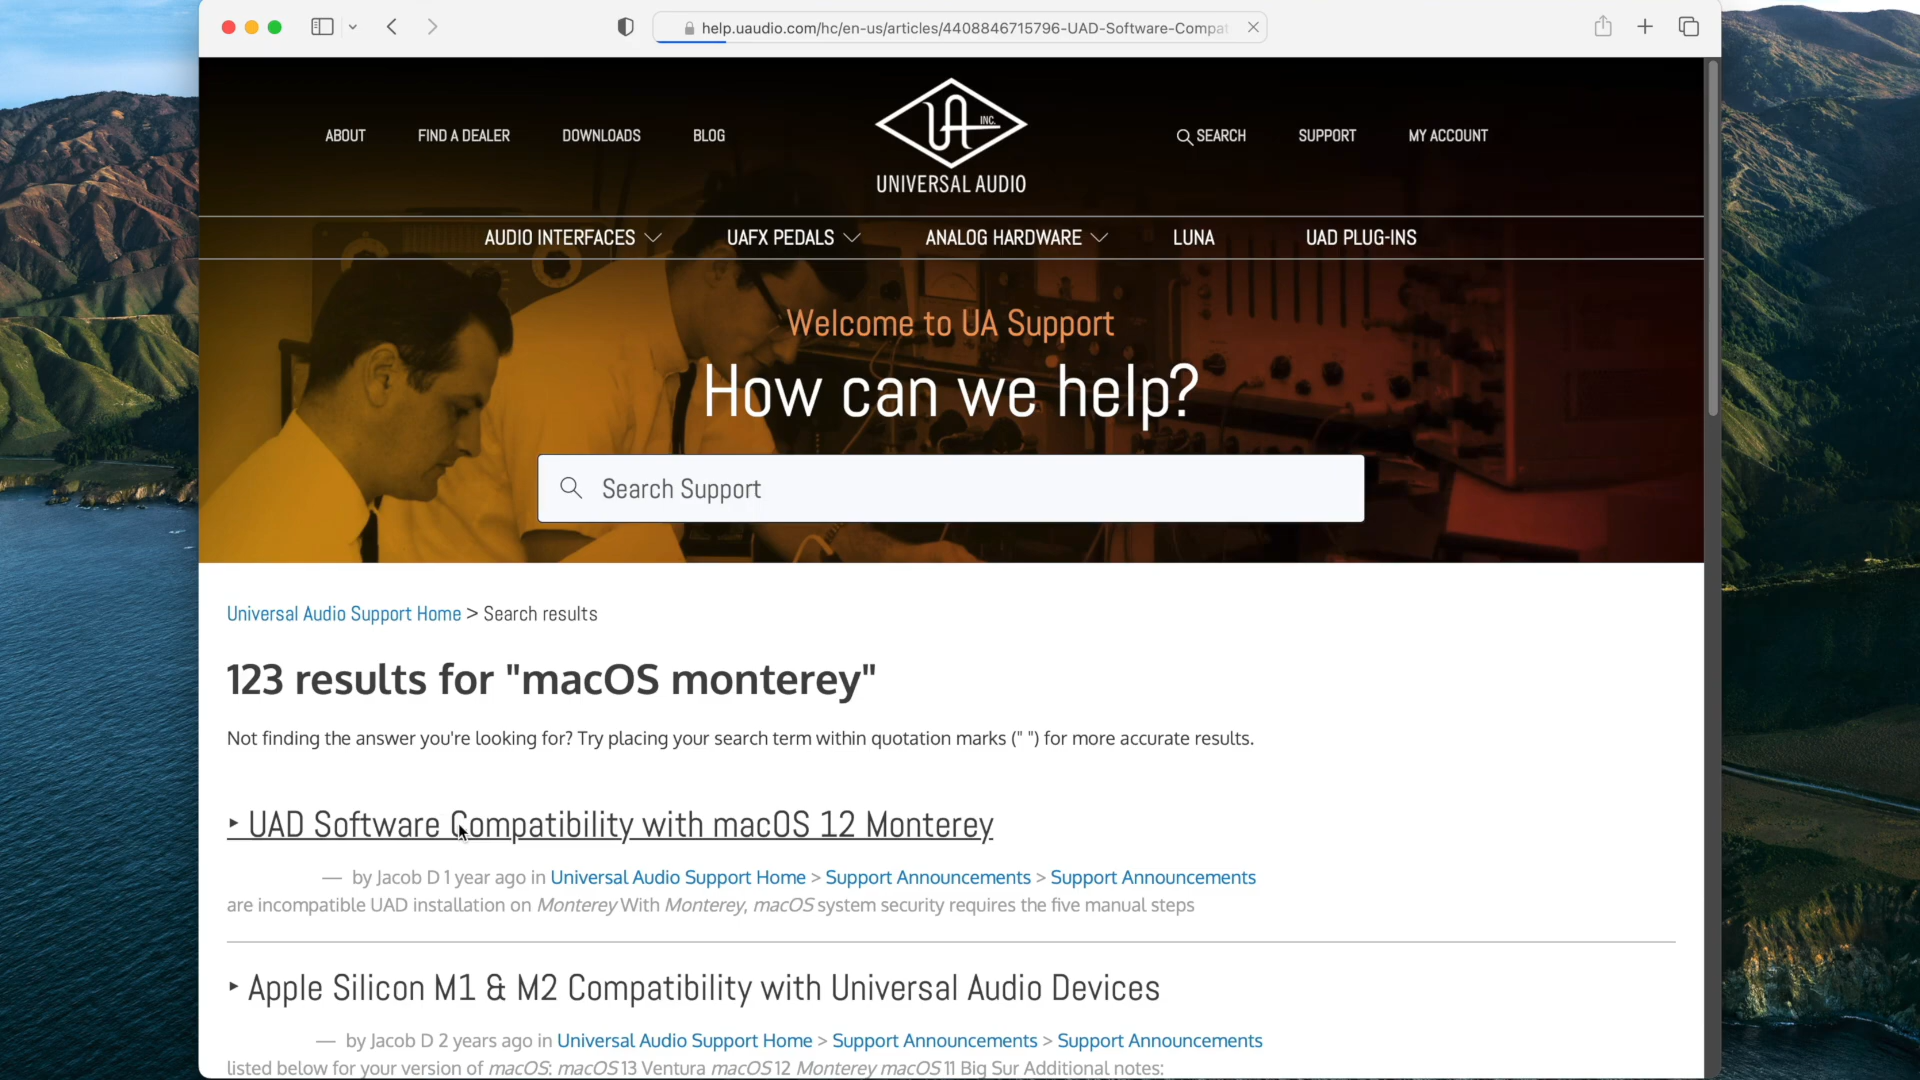 help.uaudio.com/hc/en-us/articles/4408846715796-UAD-Software-Compat
ABOUT FIND A DEALER DOWNLOADS BLOG
UA INC.
UNIVERSAL AUDIO
SEARCH SUPPORT MY ACCOUNT
AUDIO INTERFACES UAFX PEDALS ANALOG HARDWARE LUNA UAD PLUG-INS
Welcome to UA Support
How can we help?
Search Support
Universal Audio Support Home > Search results
123 results for "macOS monterey"
Not finding the answer you're looking for? Try placing your search term within quotation marks (" ") for more accurate results.
‣ UAD Software Compatibility with macOS 12 Monterey
— by Jacob D 1 year ago in Universal Audio Support Home > Support Announcements > Support Announcements
are incompatible UAD installation on Monterey With Monterey, macOS system security requires the five manual steps
‣ Apple Silicon M1 & M2 Compatibility with Universal Audio Devices
— by Jacob D 2 years ago in Universal Audio Support Home > Support Announcements > Support Announcements
listed below for your version of macOS: macOS 13 Ventura macOS 12 Monterey macOS 11 Big Sur Additional notes: